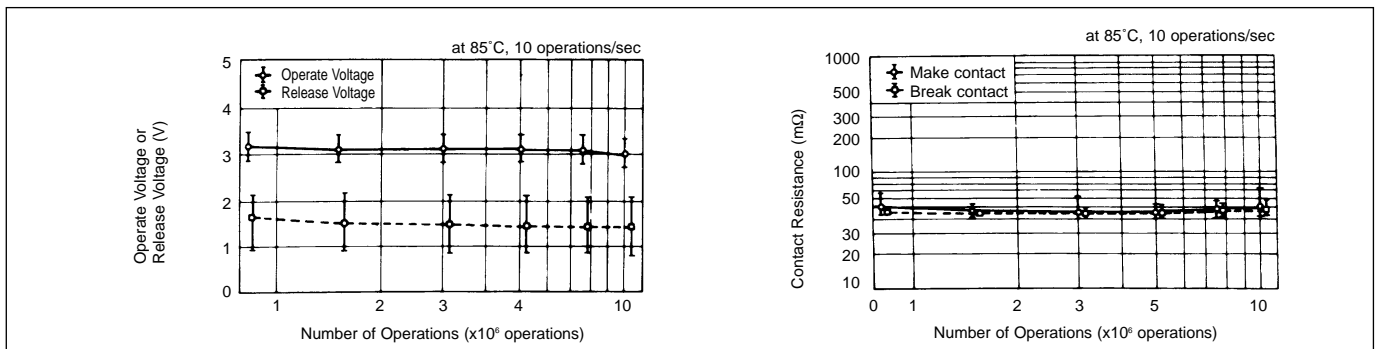 at 85˚C, 10 operations/sec
5
4
3
2
1
0
Operate Voltage
Release Voltage
Operate Voltage or
Release Voltage (V)
1 2 3 4 6 8 10
Number of Operations (x10⁶ operations)
at 85˚C, 10 operations/sec
1000
500
300
200
100
50
30
20
10
Make contact
Break contact
Contact Resistance (mΩ)
0 1 2 3 5 7 10
Number of Operations (x10⁶ operations)